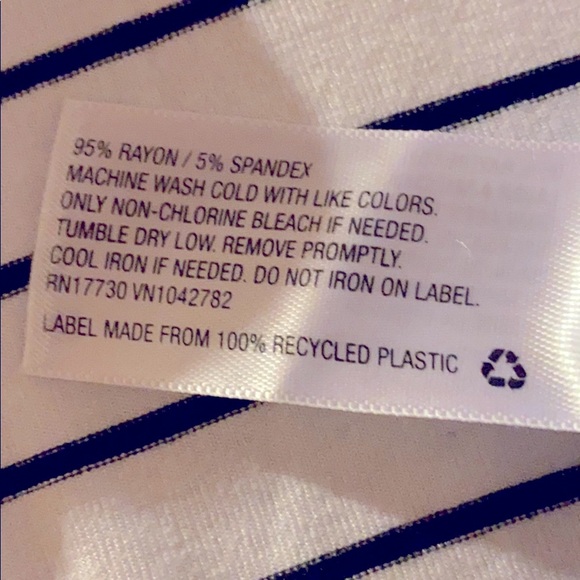 95% RAYON / 5% SPANDEX
MACHINE WASH COLD WITH LIKE COLORS.
ONLY NON-CHLORINE BLEACH IF NEEDED.
TUMBLE DRY LOW. REMOVE PROMPTLY.
COOL IRON IF NEEDED. DO NOT IRON ON LABEL.
RN17730 VN1042782
LABEL MADE FROM 100% RECYCLED PLASTIC